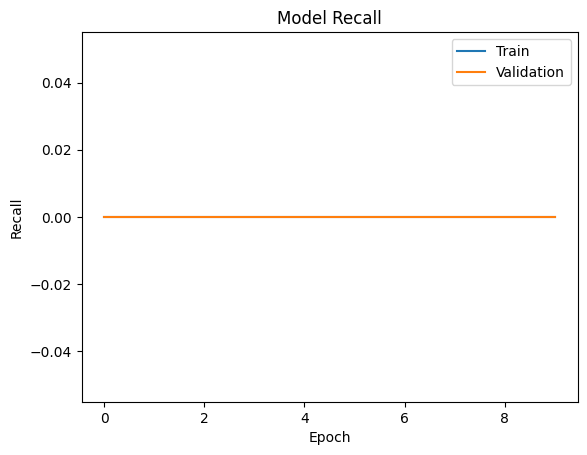 Model Recall
Train
Validation
0.04
0.02
0.00
−0.02
−0.04
Recall
0 2 4 6 8
Epoch